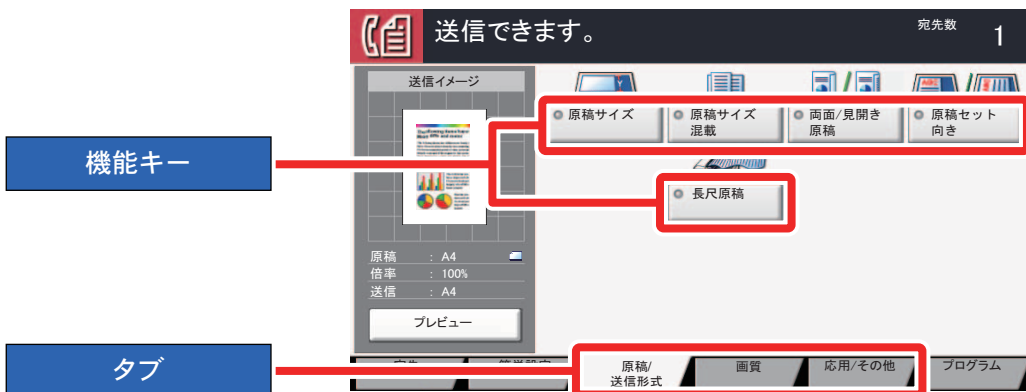 送信できます。
宛先数
1
送信イメージ
原稿サイズ
原稿サイズ
混載
両面/見開き
原稿
原稿セット
向き
機能キー
長尺原稿
原稿 : A4
倍率 : 100%
送信 : A4
プレビュー
タブ
原稿/
送信形式
画質
応用/その他
プログラム